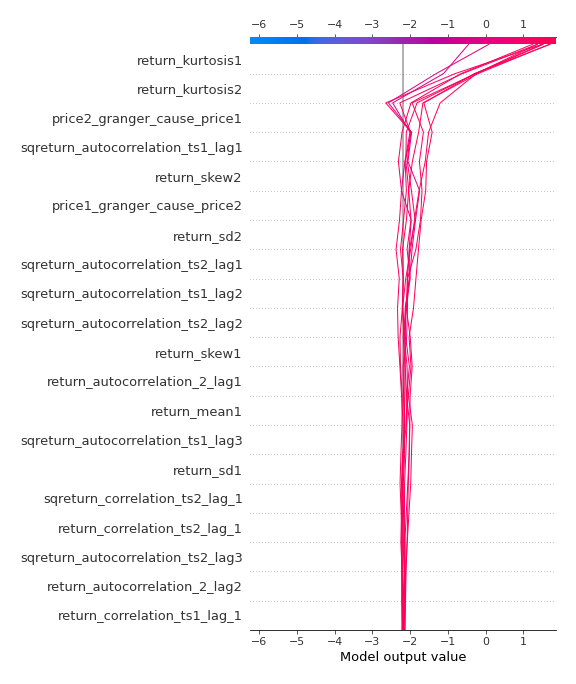 −6 −5 −4 −3 −2 −1 0 1
return_kurtosis1
return_kurtosis2
price2_granger_cause_price1
sqreturn_autocorrelation_ts1_lag1
return_skew2
price1_granger_cause_price2
return_sd2
sqreturn_autocorrelation_ts2_lag1
sqreturn_autocorrelation_ts1_lag2
sqreturn_autocorrelation_ts2_lag2
return_skew1
return_autocorrelation_2_lag1
return_mean1
sqreturn_autocorrelation_ts1_lag3
return_sd1
sqreturn_correlation_ts2_lag_1
return_correlation_ts2_lag_1
sqreturn_autocorrelation_ts2_lag3
return_autocorrelation_2_lag2
return_correlation_ts1_lag_1
−6 −5 −4 −3 −2 −1 0 1
Model output value